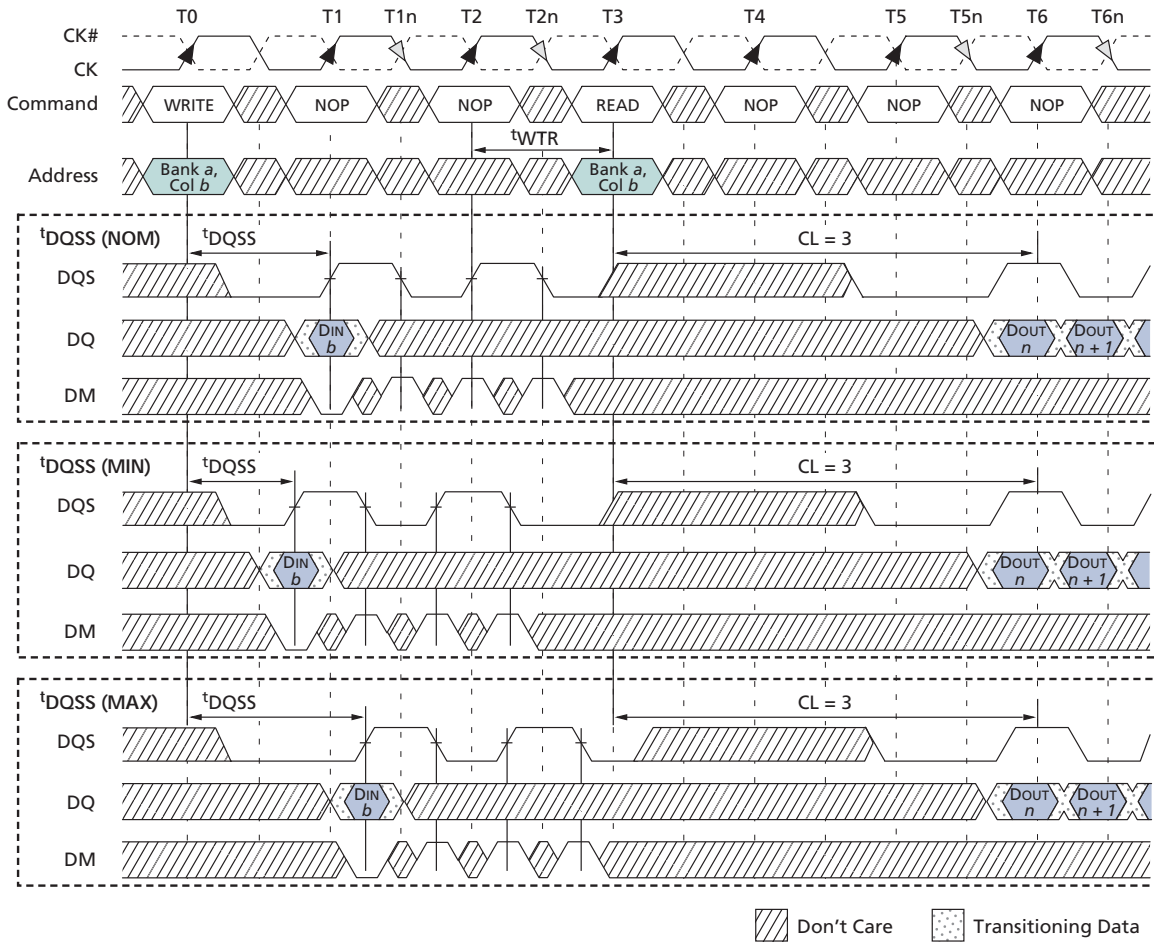 T0 T1 T1n T2 T2n T3 T4 T5 T5n T6 T6n
CK#
CK
Command WRITE NOP NOP READ NOP NOP NOP
tWTR
Address Bank a, Col b Bank a, Col b
tDQSS (NOM) tDQSS CL = 3
DQS
DQ DIN b DOUT n DOUT n + 1
DM
tDQSS (MIN) tDQSS CL = 3
DQS
DQ DIN b DOUT n DOUT n + 1
DM
tDQSS (MAX) tDQSS CL = 3
DQS
DQ DIN b DOUT n DOUT n + 1
DM
Don't Care Transitioning Data